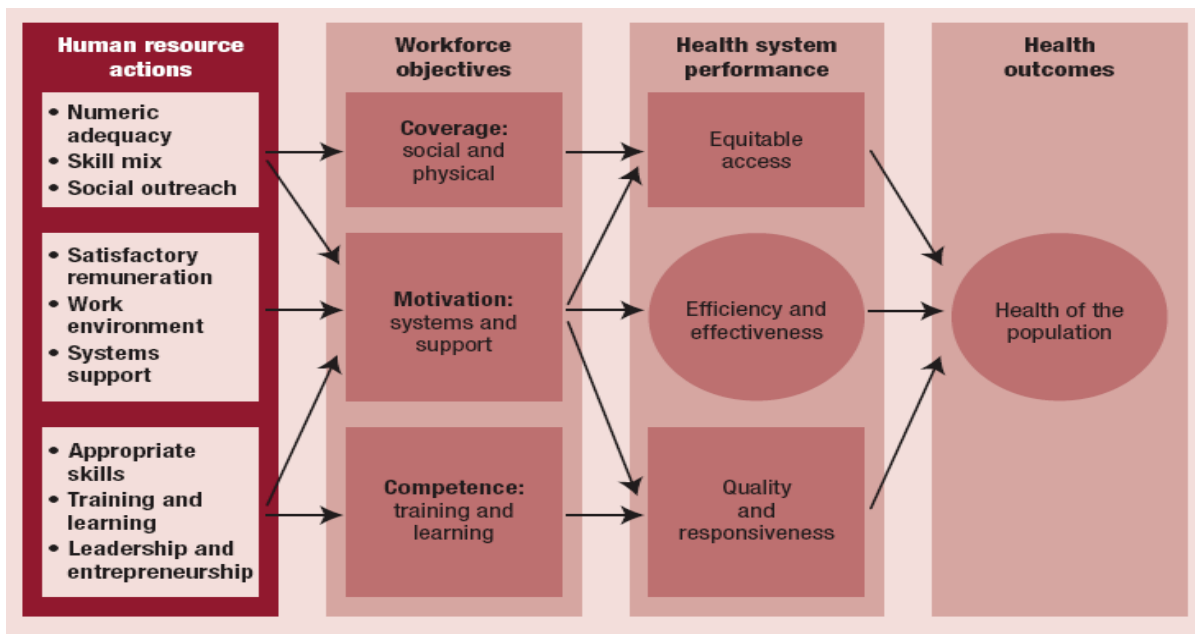 Human resource
actions
• Numeric
adequacy
• Skill mix
• Social outreach
• Satisfactory
remuneration
• Work
environment
• Systems
support
• Appropriate
skills
• Training and
learning
• Leadership and
entrepreneurship
Workforce
objectives
Coverage:
social and
physical
Motivation:
systems and
support
Competence:
training and
learning
Health system
performance
Equitable
access
Efficiency and
effectiveness
Quality
and
responsiveness
Health
outcomes
Health of the
population